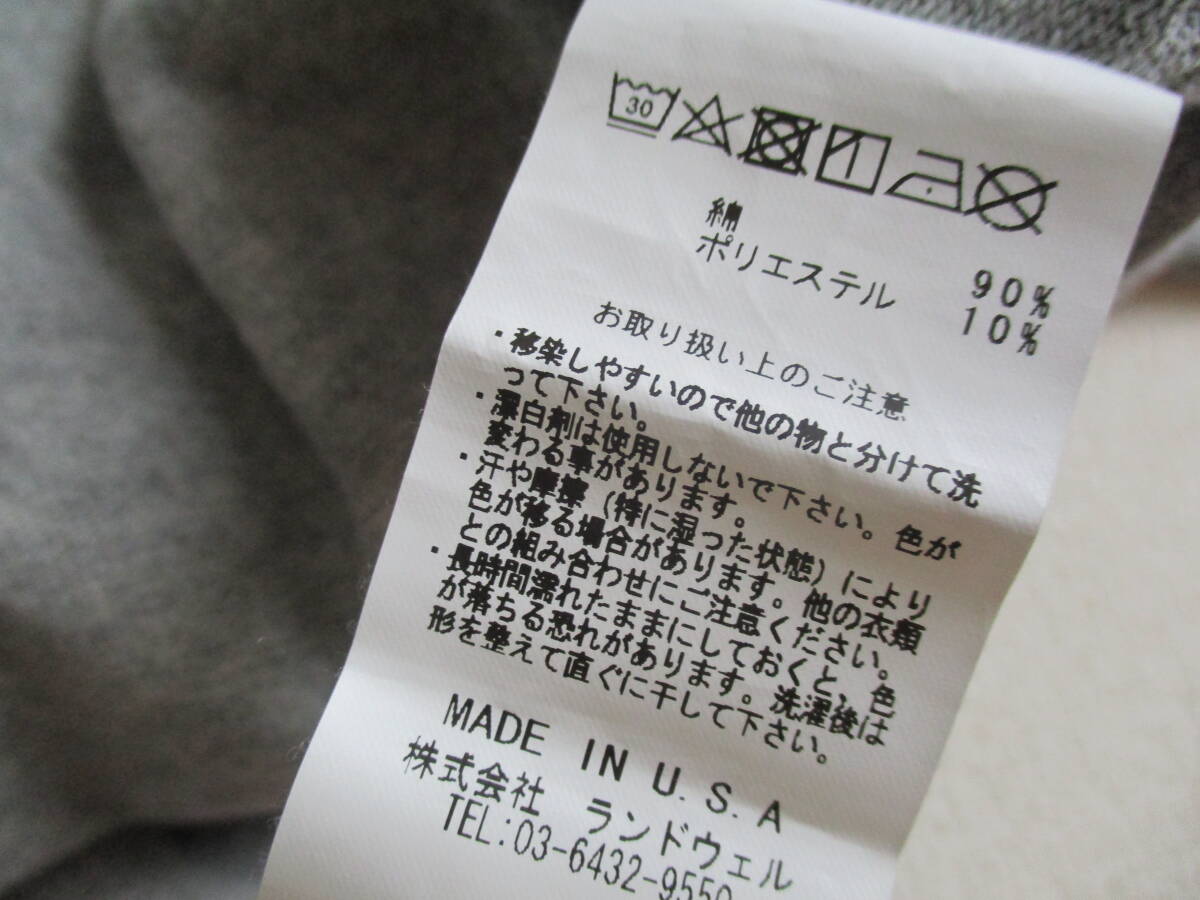 30
綿 90%
ポリエステル 10%
お取り扱い上のご注意
・移染しやすいので他の物と分けて洗
って下さい。
・漂白剤は使用しないで下さい。色が
変わる事があります。
・汗や摩擦(特に湿った状態)により
色が移る場合があります。他の衣類
との組み合わせにご注意ください。
・長時間濡れたままにしておくと、色
が落ちる恐れがあります。洗濯後は
形を整えて直ぐに干して下さい。
MADE IN U.S.A
株式会社 ランドウェル
TEL:03-6432-9550